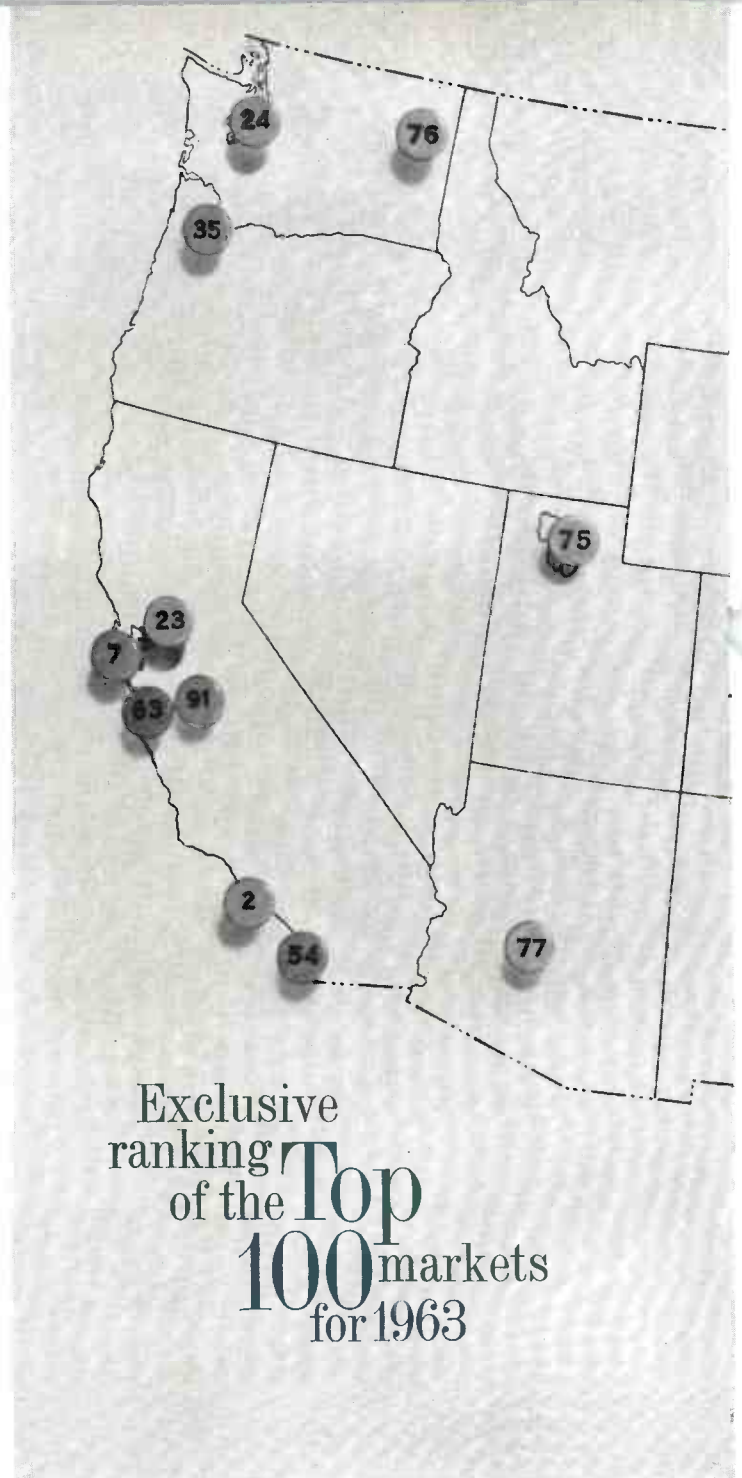 24
76
35
75
23
7
63
91
2
54
77
Exclusive
ranking
of the Top
100 markets
for 1963